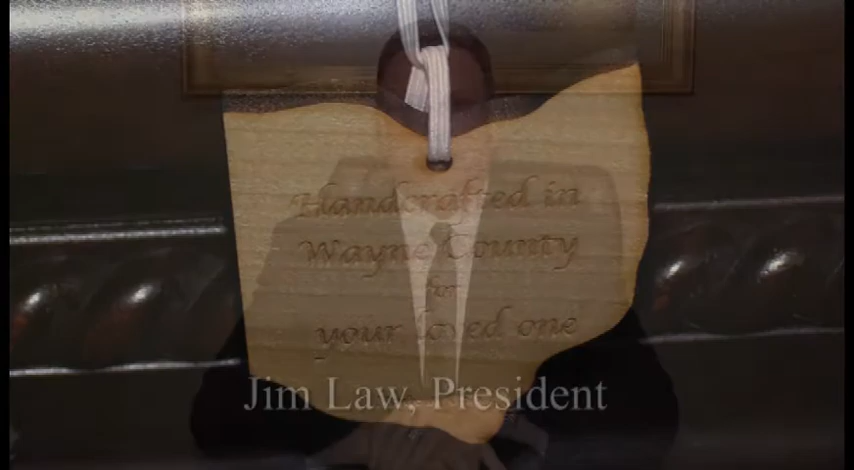 Handcrafted in
Wayne County
for
your loved one
Jim Law, President